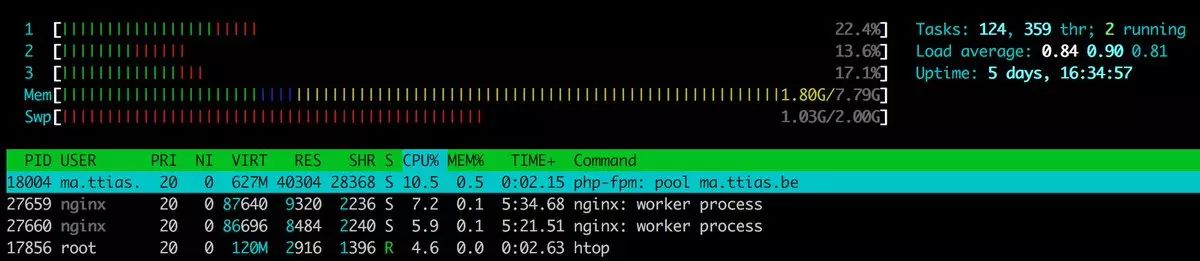 1 [||||||||||||||||||||||| 22.4%] Tasks: 124, 359 thr; 2 running
2 [|||||||||||||| 13.6%] Load average: 0.84 0.90 0.81
3 [|||||||||||||||| 17.1%] Uptime: 5 days, 16:34:57
Mem[||||||||||||||||||||||||||||||||||||||||||||||||||||||||||||||||||||||1.80G/7.79G]
Swp[||||||||||||||||||||||||||||||||||||||||||||| 1.03G/2.00G]
PID USER PRI NI VIRT RES SHR S CPU% MEM% TIME+ Command
18004 ma.ttias. 20 0 627M 40304 28368 S 10.5 0.5 0:02.15 php-fpm: pool ma.ttias.be
27659 nginx 20 0 87640 9320 2236 S 7.2 0.1 5:34.68 nginx: worker process
27660 nginx 20 0 86696 8484 2240 S 5.9 0.1 5:21.51 nginx: worker process
17856 root 20 0 120M 2916 1396 R 4.6 0.0 0:02.63 htop